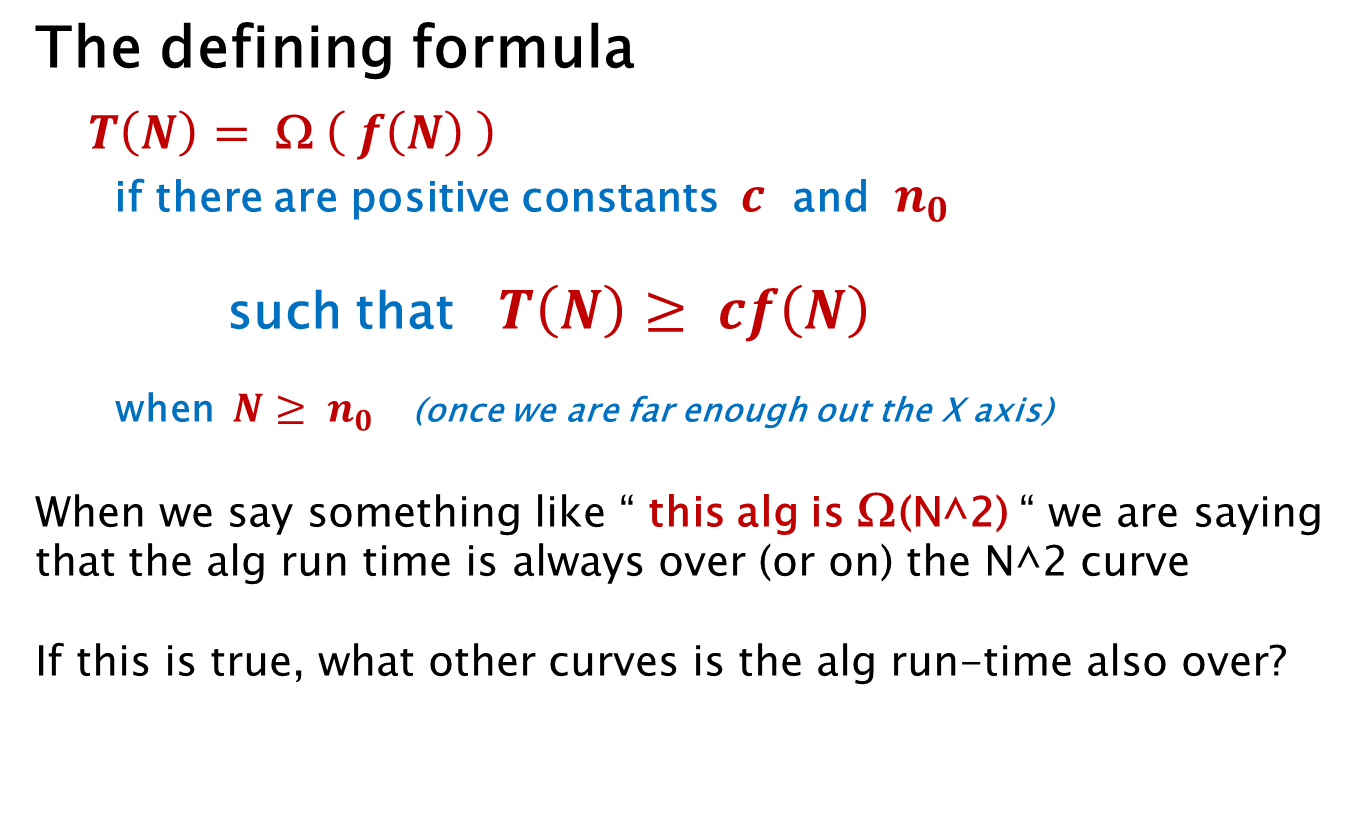 The defining formula
T(N) = Ω ( f(N) )
if there are positive constants c and n₀
such that T(N) ≥ cf(N)
when N ≥ n₀ (once we are far enough out the X axis)
When we say something like “ this alg is Ω(N^2) “ we are saying
that the alg run time is always over (or on) the N^2 curve
If this is true, what other curves is the alg run-time also over?